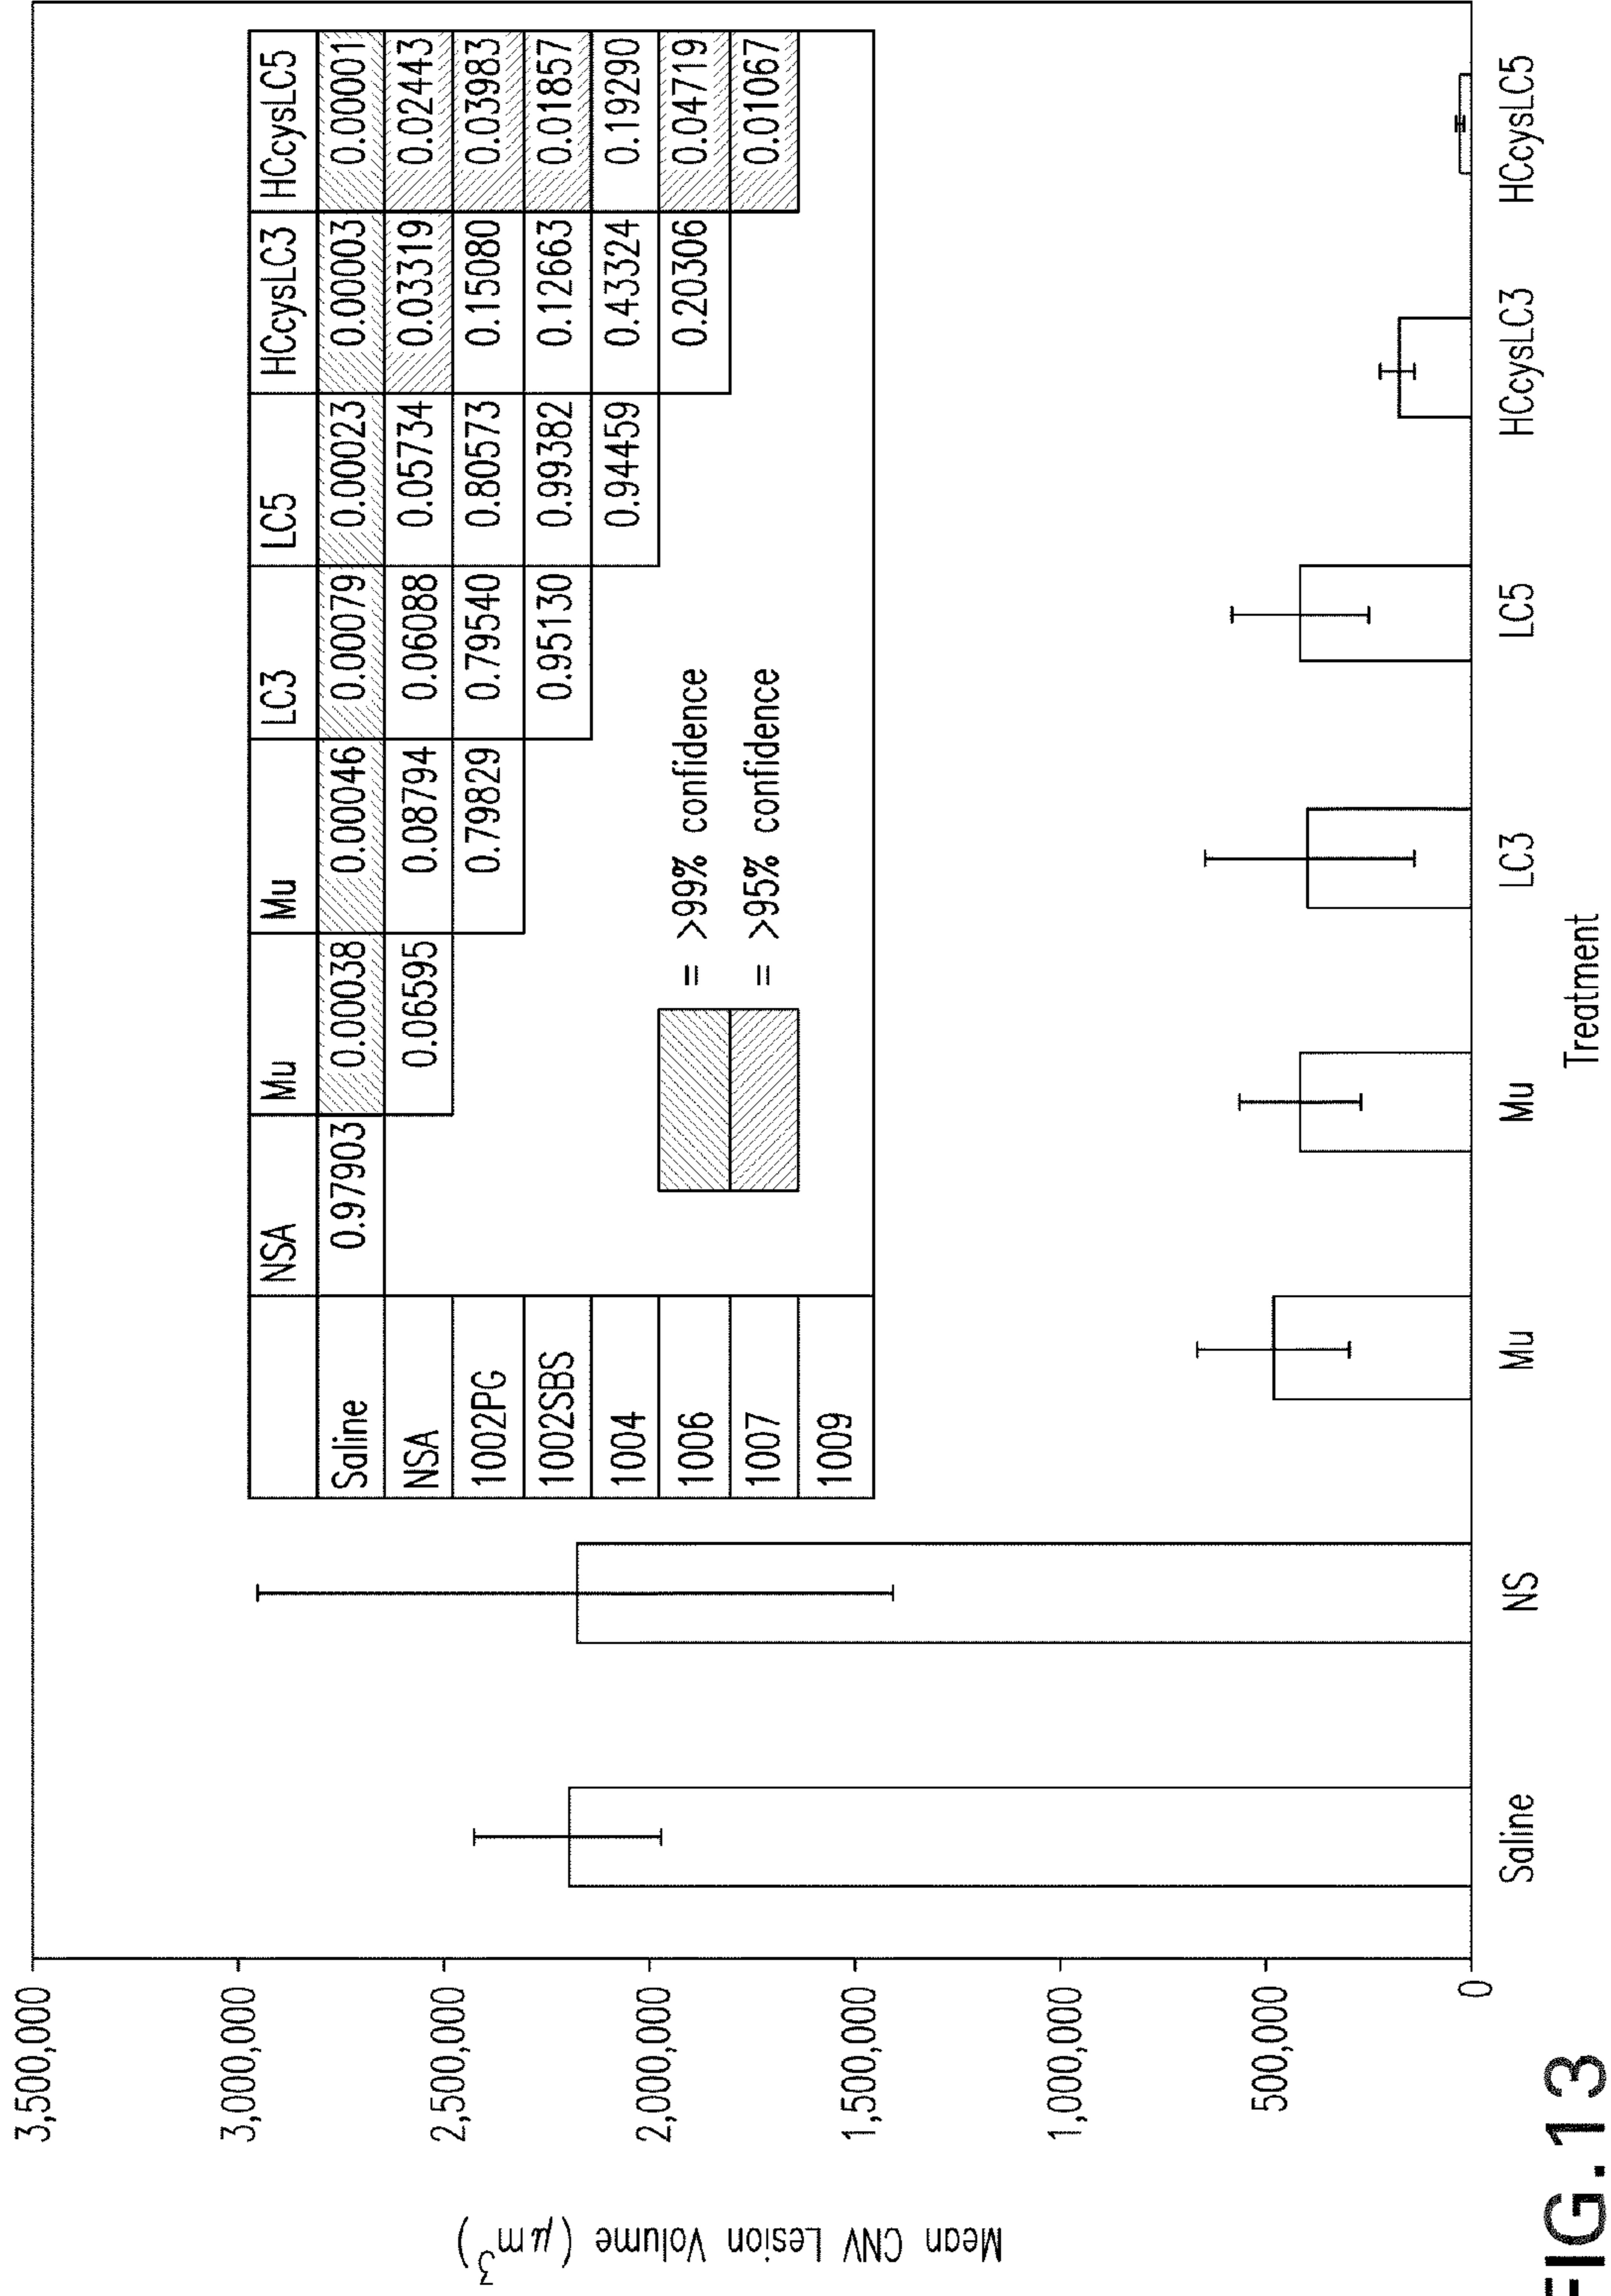 Mean CNV Lesion Volume (μm³)
3,500,000
3,000,000
2,500,000
2,000,000
1,500,000
1,000,000
500,000
0
NSA Mu Mu LC3 LC5 HCcysLC3 HCcysLC5
Saline 0.97903 0.00038 0.00046 0.00079 0.00023 0.00003 0.00001
NSA 0.06595 0.08794 0.06088 0.05734 0.03319 0.02443
1002PG 0.79829 0.79540 0.80573 0.15080 0.03983
1002SBS 0.95130 0.99382 0.12663 0.01857
1004 0.94459 0.43324 0.19290
1006 0.20306 0.04719
1007 0.01067
1009
= >99% confidence
= >95% confidence
Saline NS Mu Mu LC3 LC5 HCcysLC3 HCcysLC5
Treatment
FIG.13